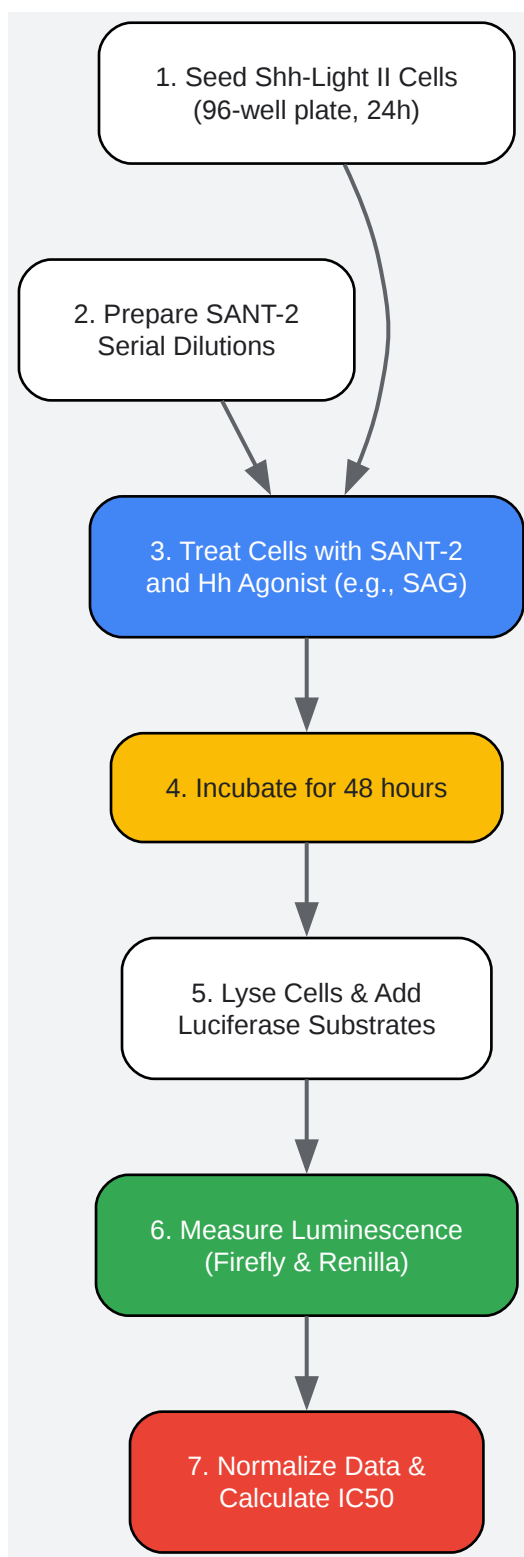 1. Seed Shh-Light II Cells
(96-well plate, 24h)
2. Prepare SANT-2
Serial Dilutions
3. Treat Cells with SANT-2
and Hh Agonist (e.g., SAG)
4. Incubate for 48 hours
5. Lyse Cells & Add
Luciferase Substrates
6. Measure Luminescence
(Firefly & Renilla)
7. Normalize Data &
Calculate IC50